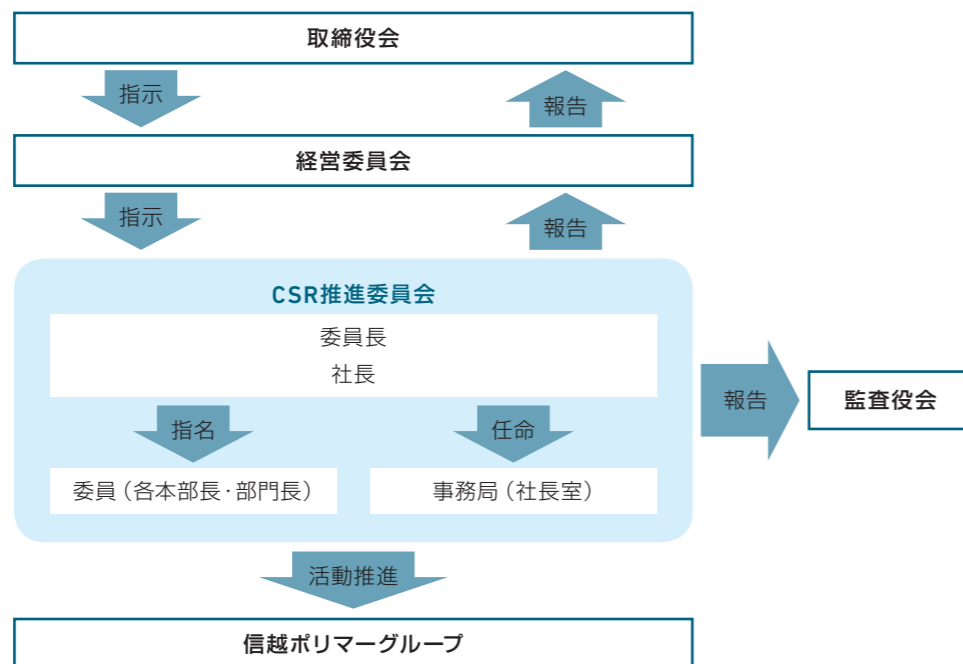 取締役会
指示
報告
経営委員会
指示
報告
CSR推進委員会
委員長
社長
指名
任命
委員（各本部長・部門長）
事務局（社長室）
報告
監査役会
活動推進
信越ポリマーグループ